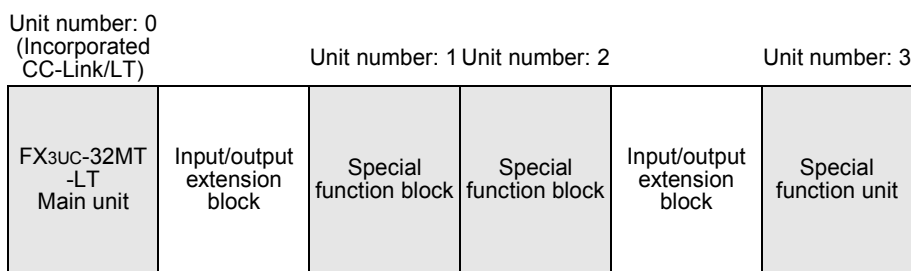 Unit number: 0
(Incorporated
CC-Link/LT)
Unit number: 1
Unit number: 2
Unit number: 3
FX3UC-32MT
-LT
Main unit
Input/output
extension
block
Special
function block
Special
function block
Input/output
extension
block
Special
function unit